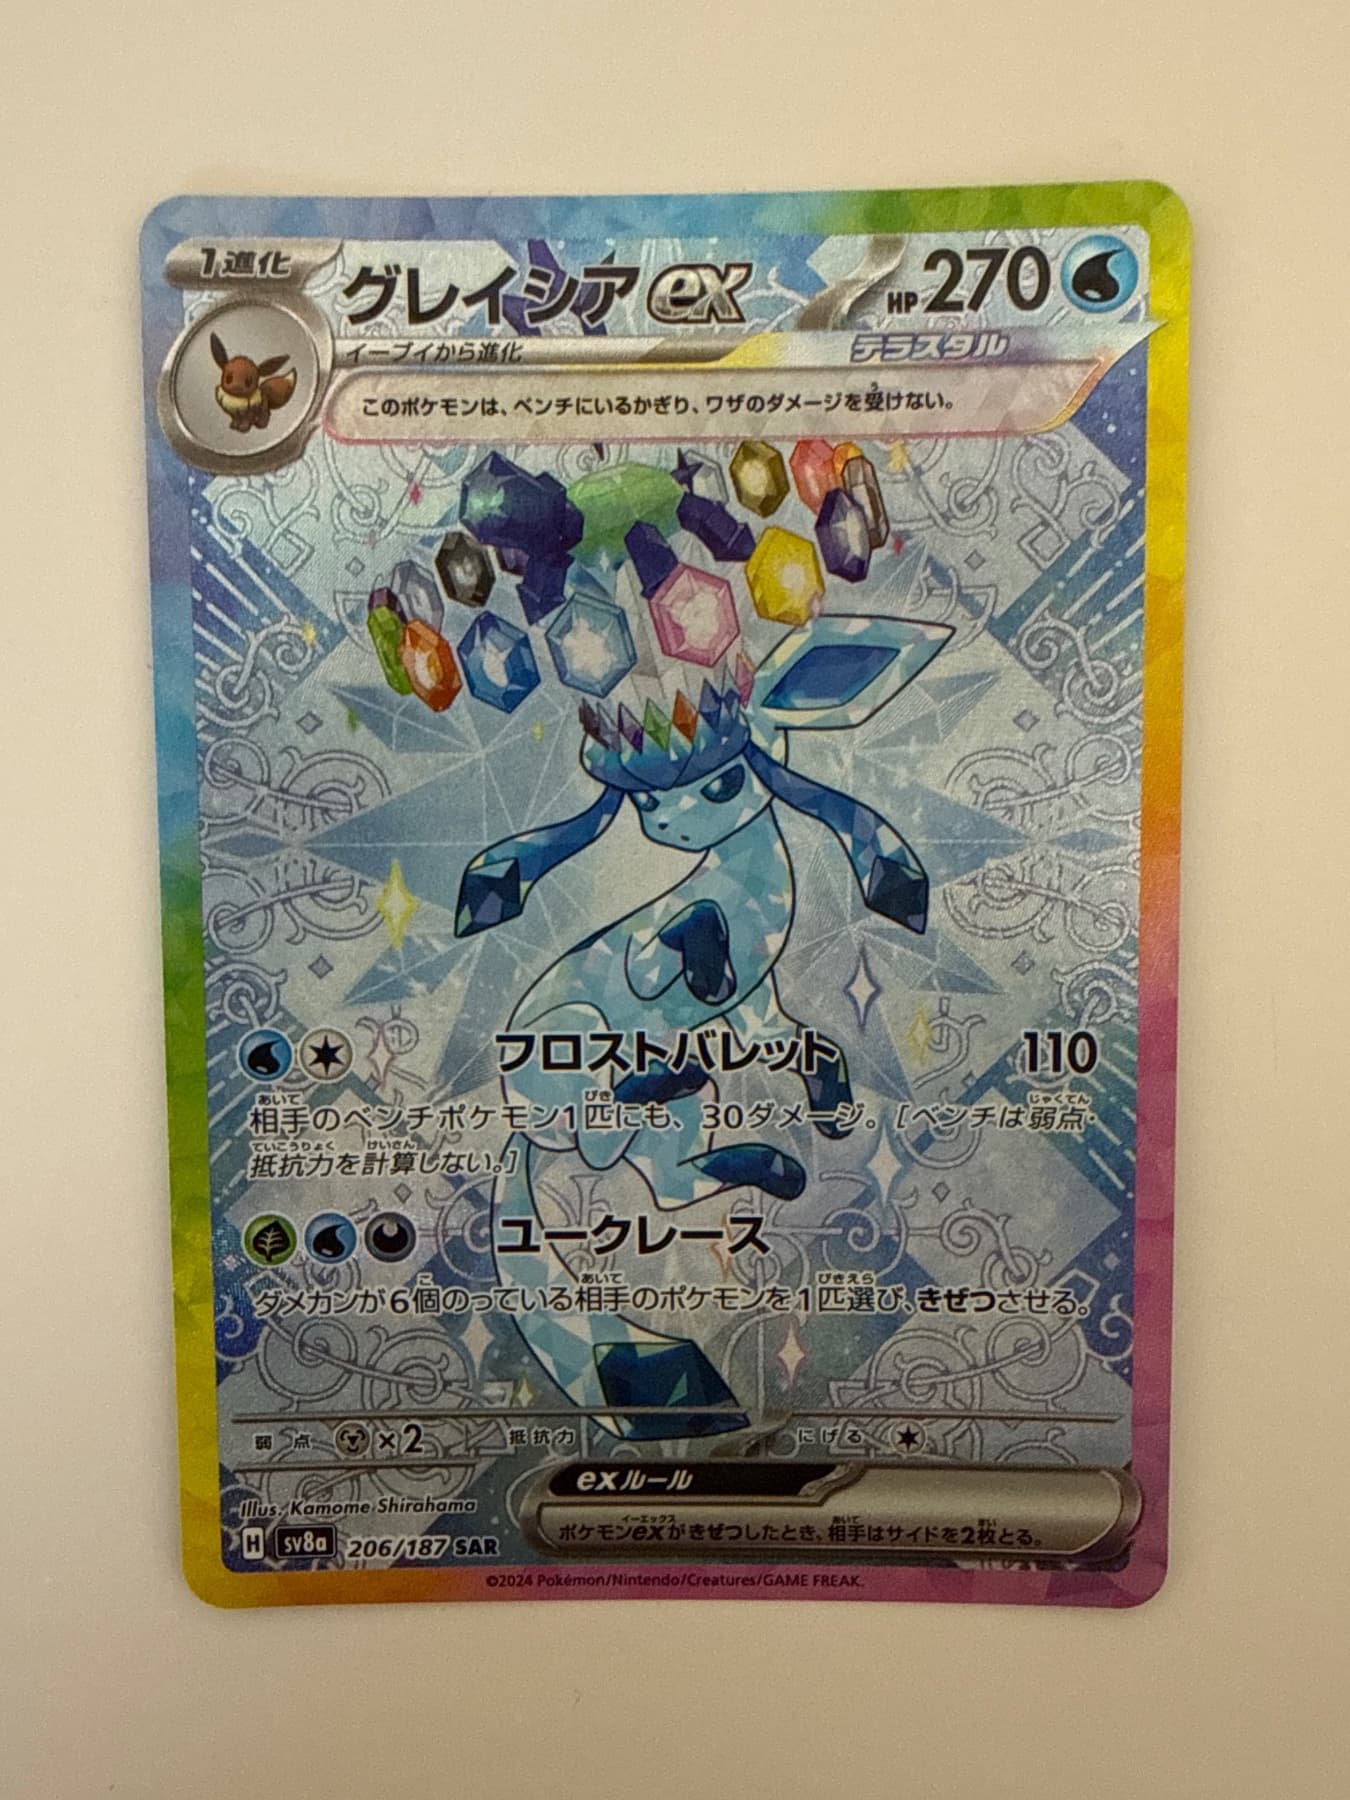 1進化
グレイシアex
HP270
イーブイから進化
テラスタル
このポケモンは、ベンチにいるかぎり、ワザのダメージを受けない。
フロストバレット 110
相手のベンチポケモン1匹にも、30ダメージ。[ベンチは弱点・
抵抗力を計算しない。]
ユークレース
ダメカンが6個のっている相手のポケモンを1匹選び、きぜつさせる。
弱点 ×2 抵抗力 にげる
exルール
ポケモンexがきぜつしたとき、相手はサイドを2枚とる。
Illus. Kamome Shirahama
H sv8a 206/187 SAR
©2024 Pokémon/Nintendo/Creatures/GAME FREAK.